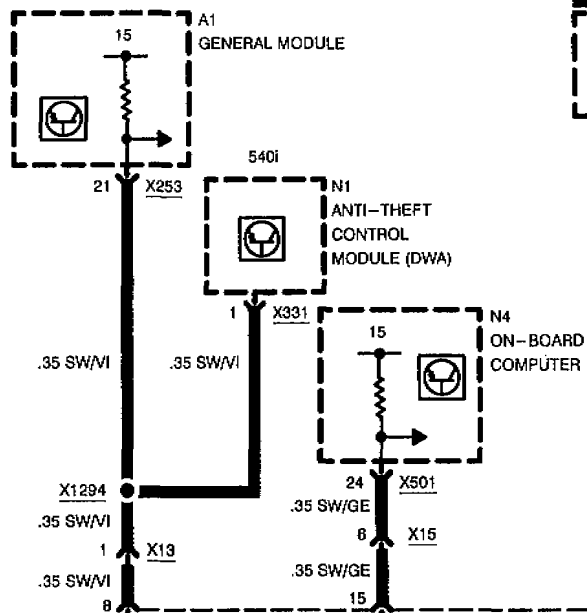 A1
GENERAL MODULE
15
21 X253
540i
N1
ANTI-THEFT
CONTROL
MODULE (DWA)
1 X331
N4
ON-BOARD
COMPUTER
15
.35 SW/VI
.35 SW/VI
24 X501
X1294
.35 SW/GE
.35 SW/VI
6 X15
1 X13
.35 SW/GE
.35 SW/VI
8
15